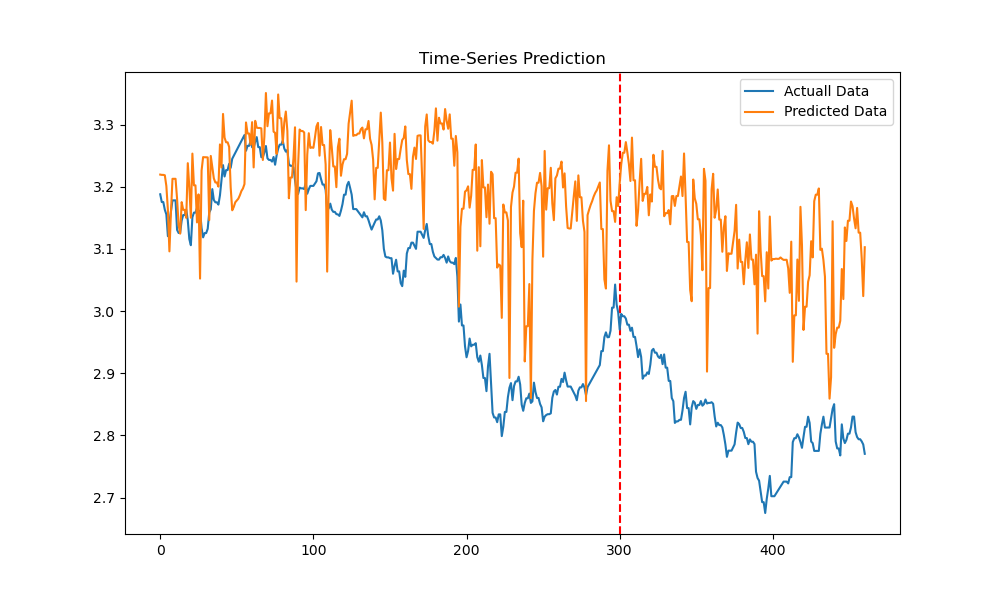 Time-Series Prediction
Actuall Data
Predicted Data
3.3
3.2
3.1
3.0
2.9
2.8
2.7
0 100 200 300 400